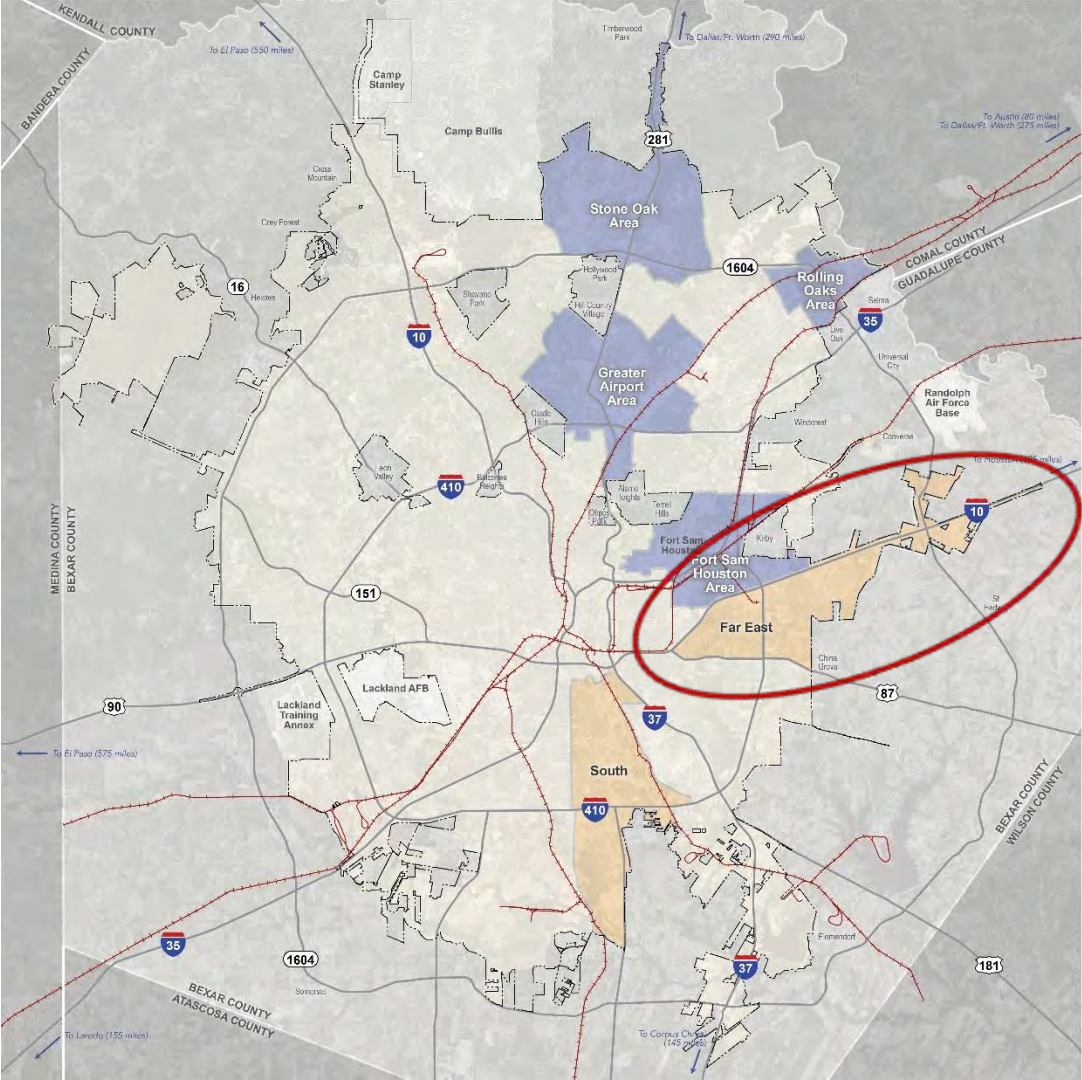 KENDALL COUNTY
BANDERA COUNTY
To El Paso (550 miles)
Timberwood
Park
To Dallas/Ft. Worth (290 miles)
Camp
Stanley
Camp Bullis
281
To Austin (80 miles)
To Dallas/Ft. Worth (275 miles)
Cross
Mountain
Grey Forest
Stone Oak
Area
COMAL COUNTY
GUADALUPE COUNTY
1604
Hollywood
Park
Rolling
Oaks
Area
16
Helotes
Shavano
Park
Hill Country
Village
Selma
35
10
Live
Oak
Universal
City
Greater
Airport
Area
Randolph
Air Force
Base
Castle
Hills
Windcrest
Converse
To Houston (195 miles)
Leon
Valley
410
Balcones
Heights
Alamo
Heights
Terrell
Hills
Olmos
Park
10
Kirby
Fort Sam
Houston
Fort Sam
Houston
Area
MEDINA COUNTY
BEXAR COUNTY
151
St
Far East
China
Grove
Lackland AFB
87
90
Lackland
Training
Annex
37
To El Paso (575 miles)
South
410
BEXAR COUNTY
WILSON COUNTY
35
Elmendorf
1604
37
181
Somerset
BEXAR COUNTY
ATASCOSA COUNTY
To Laredo (155 miles)
To Corpus Christi
(145 miles)